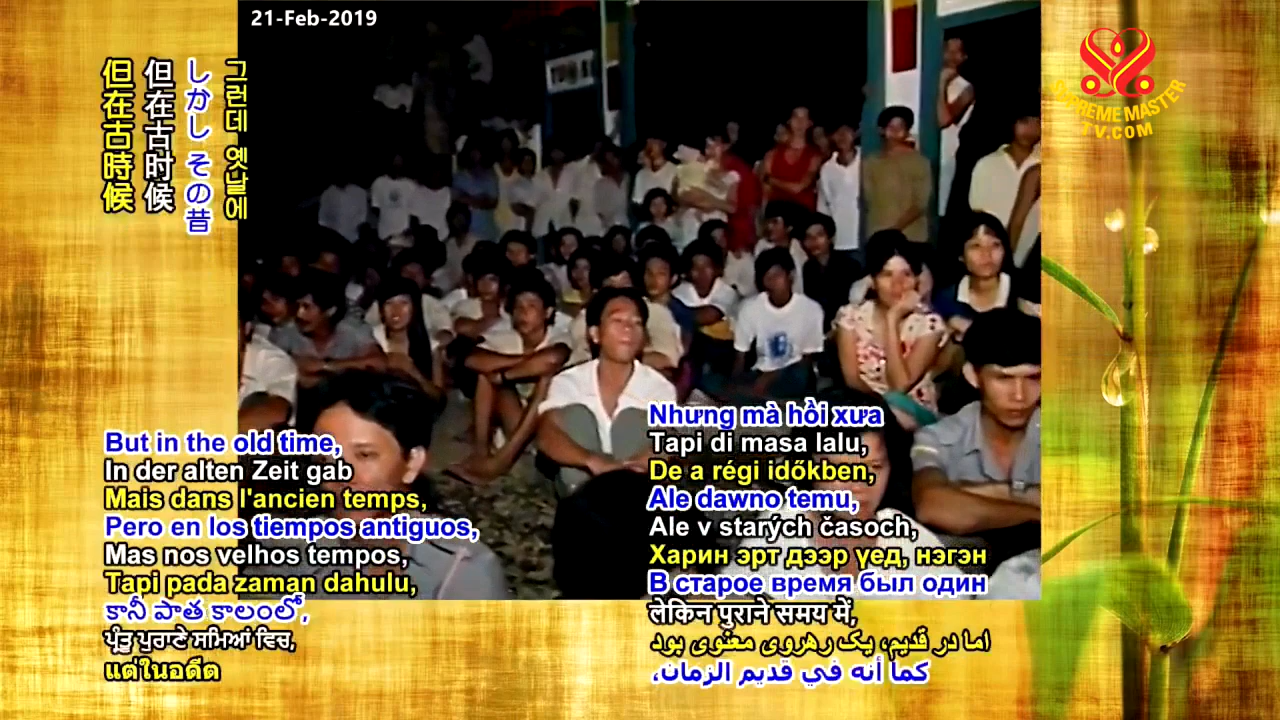 21-Feb-2019
그런데 옛날에
しかし その昔
但在古时候
但在古時候
SUPREME MASTER
TV.COM
But in the old time,
In der alten Zeit gab
Mais dans l'ancien temps,
Pero en los tiempos antiguos,
Mas nos velhos tempos,
Tapi pada zaman dahulu,
కానీ పాత కాలంలో,
ਪ੍ਰੰਤੂ ਪੁਰਾਣੇ ਸਮਿਆਂ ਵਿਚ,
แต่ในอดีต
Nhưng mà hồi xưa
Tapi di masa lalu,
De a régi időkben,
Ale dawno temu,
Ale v starých časoch,
Харин эрт дээр үед, нэгэн
В старое время был один
लेकिन पुराने समय में,
اما در قدیم، یک رهروی معنوی بود
كما أنه في قديم الزمان،